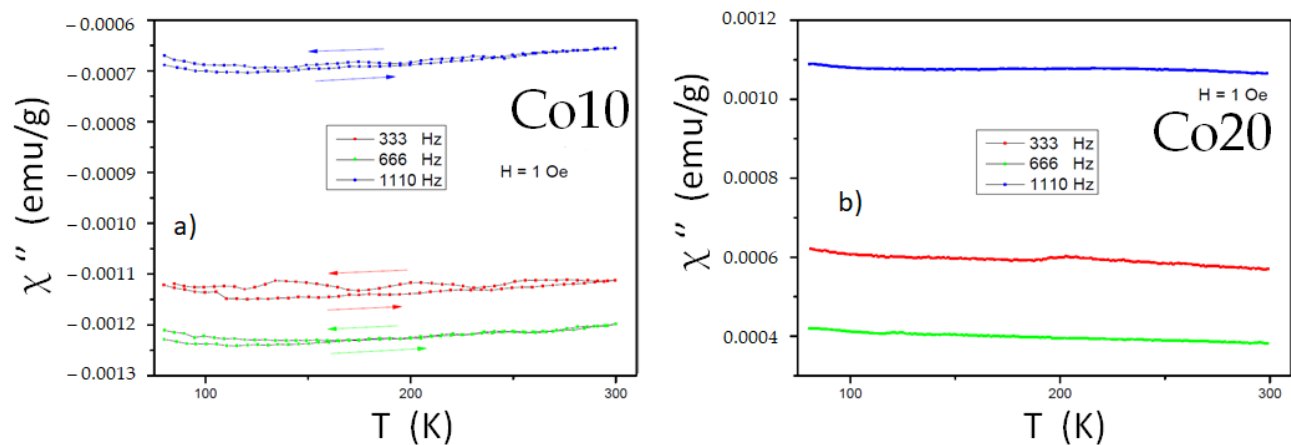 −0.0006
−0.0007
−0.0008
−0.0009
−0.0010
−0.0011
−0.0012
−0.0013
χ″ (emu/g)
Co10
333 Hz
666 Hz
1110 Hz
H = 1 Oe
a)
100
200
300
T (K)
0.0012
0.0010
0.0008
0.0006
0.0004
χ″ (emu/g)
H = 1 Oe
Co20
333 Hz
666 Hz
1110 Hz
b)
100
200
300
T (K)